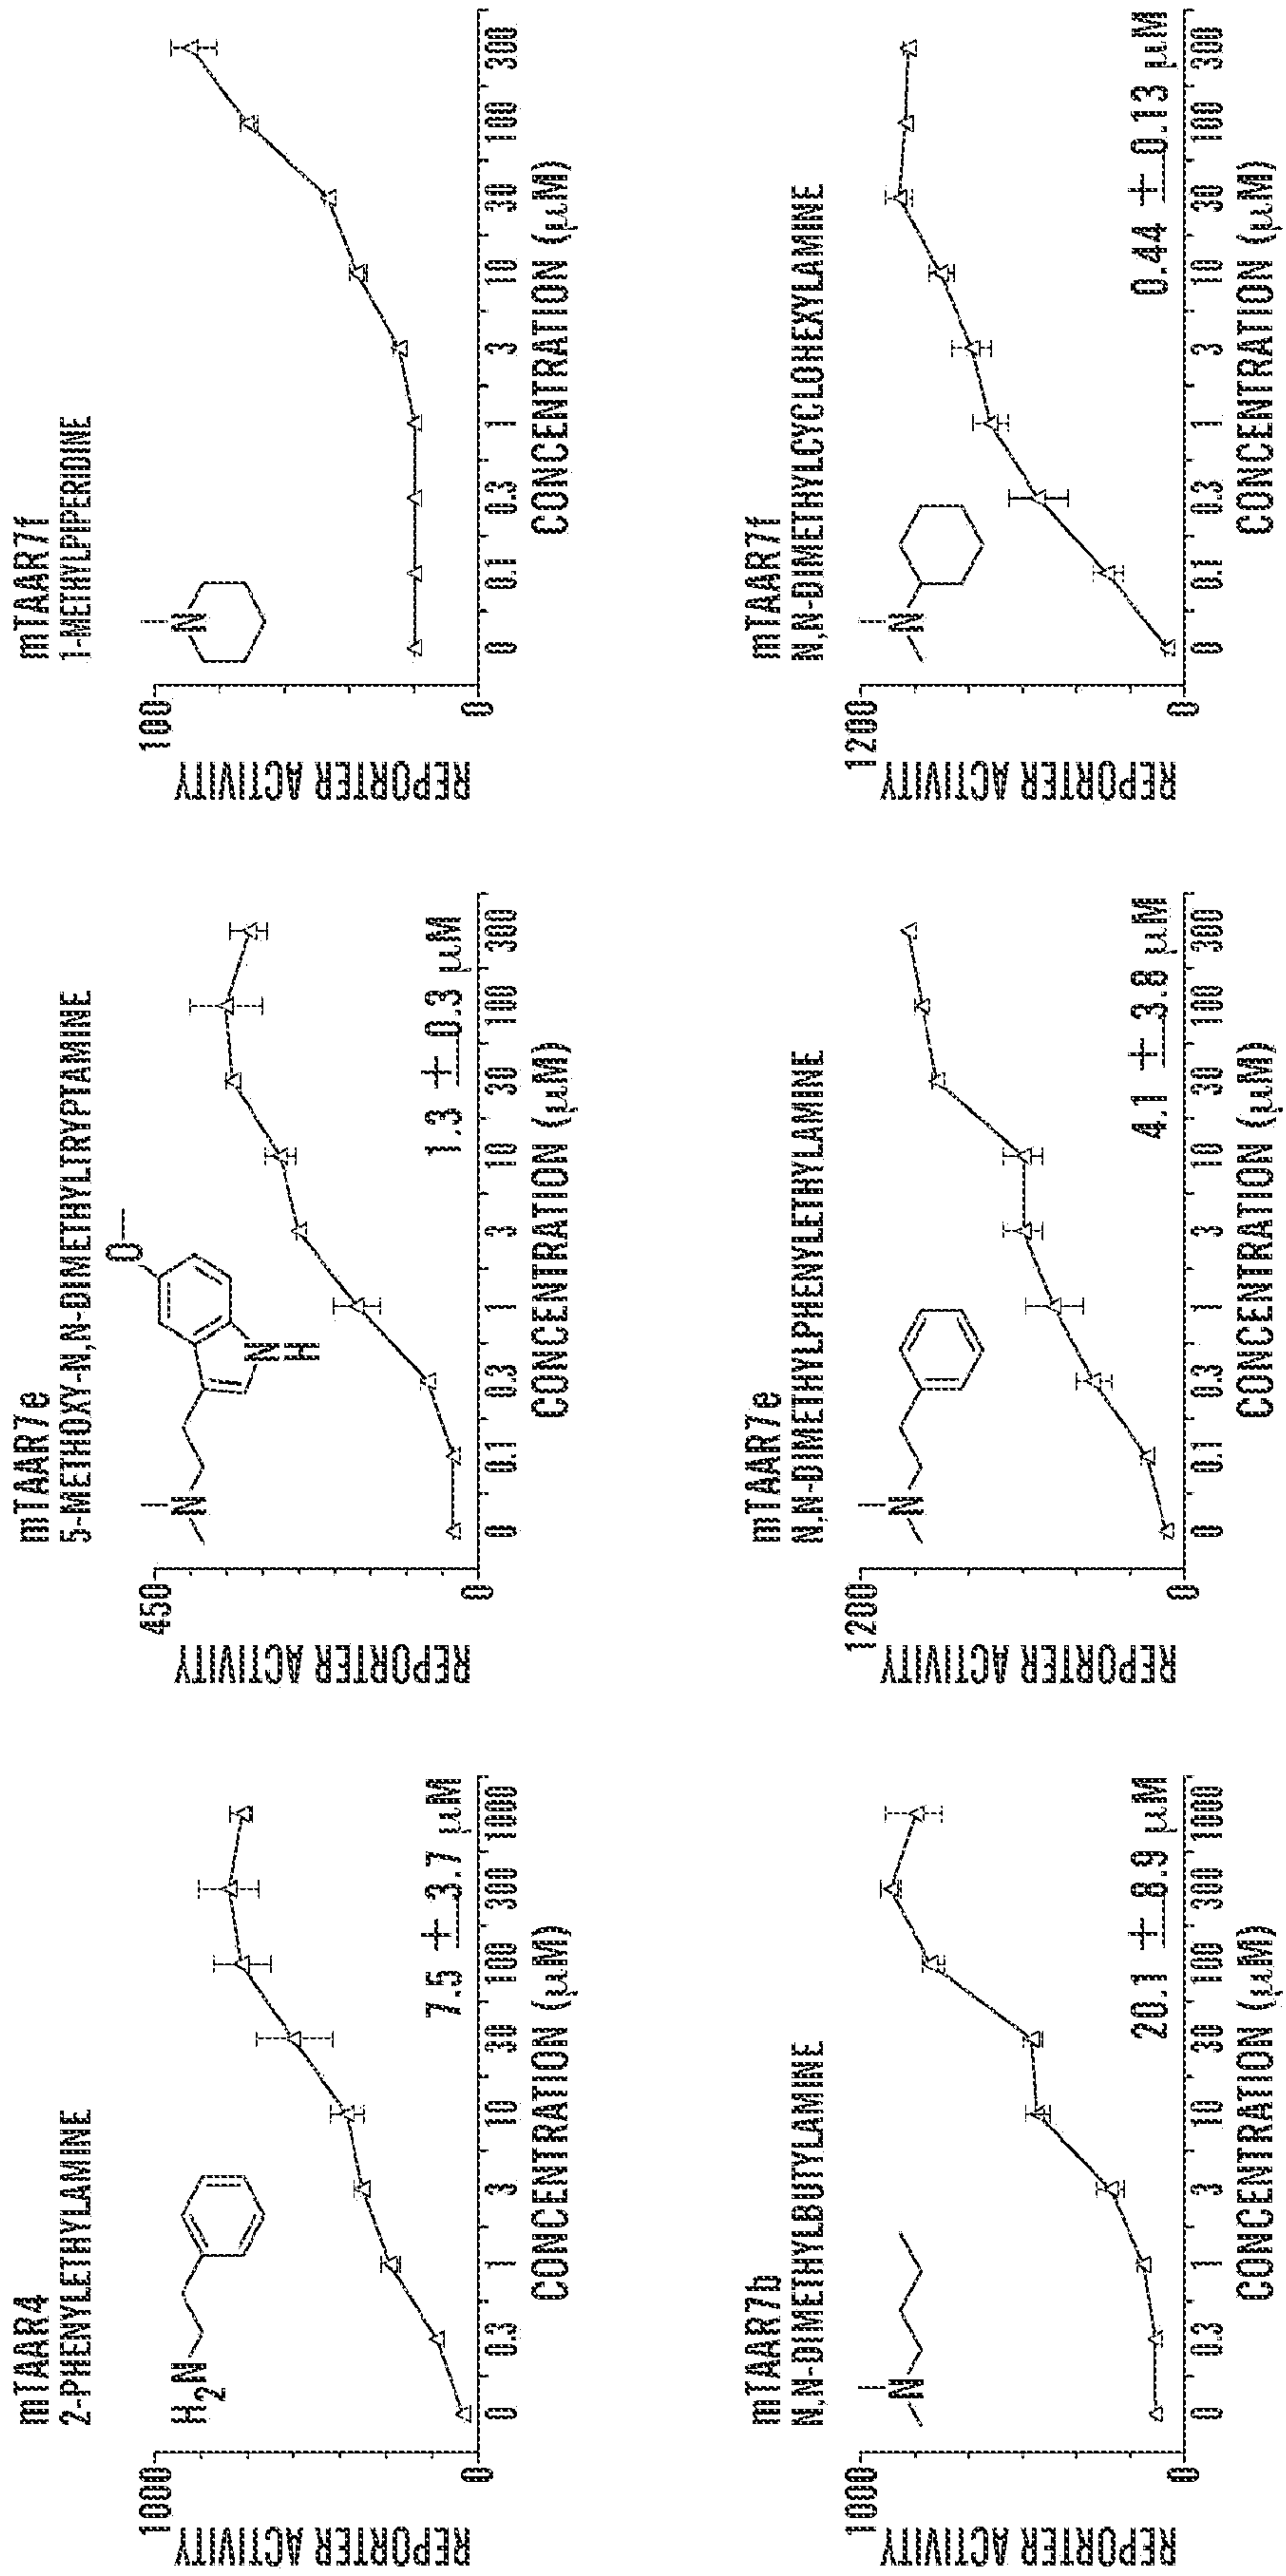 mTAAR4
2-PHENYLETHYLAMINE
H2N
1000
0
REPORTER ACTIVITY
7.5 ± 3.7 μM
0 0.3 1 3 10 30 100 300 1000
CONCENTRATION (μM)
mTAAR7e
5-METHOXY-N,N-DIMETHYLTRYPTAMINE
O
N
N
H
450
0
REPORTER ACTIVITY
1.3 ± 0.3 μM
0 0.1 0.3 1 3 10 30 100 300
CONCENTRATION (μM)
mTAAR7f
1-METHYLPIPERIDINE
N
100
0
REPORTER ACTIVITY
0 0.1 0.3 1 3 10 30 100 300
CONCENTRATION (μM)
mTAAR7b
N,N-DIMETHYLBUTYLAMINE
N
1000
0
REPORTER ACTIVITY
20.1 ± 8.9 μM
0 0.3 1 3 10 30 100 300 1000
CONCENTRATION (μM)
mTAAR7e
N,N-DIMETHYLPHENYLETHYLAMINE
N
1200
0
REPORTER ACTIVITY
4.1 ± 3.8 μM
0 0.1 0.3 1 3 10 30 100 300
CONCENTRATION (μM)
mTAAR7f
N,N-DIMETHYLCYCLOHEXYLAMINE
N
1200
0
REPORTER ACTIVITY
0.44 ± 0.13 μM
0 0.1 0.3 1 3 10 30 100 300
CONCENTRATION (μM)